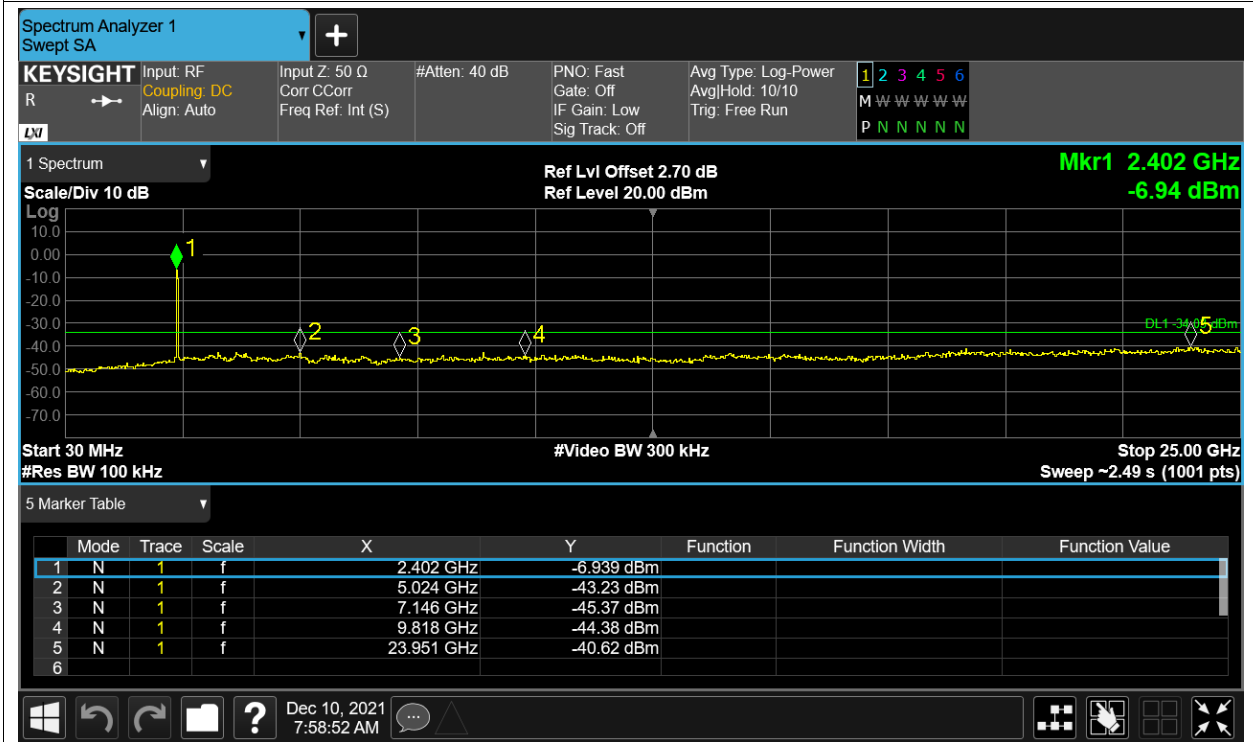 Spectrum Analyzer 1
Swept SA
KEYSIGHT
R
LXI
Input: RF
Coupling: DC
Align: Auto
Input Z: 50 Ω
Corr CCorr
Freq Ref: Int (S)
#Atten: 40 dB
PNO: Fast
Gate: Off
IF Gain: Low
Sig Track: Off
Avg Type: Log-Power
Avg|Hold: 10/10
Trig: Free Run
1 2 3 4 5 6
M W W W W W
P N N N N N
1 Spectrum
Scale/Div 10 dB
Ref Lvl Offset 2.70 dB
Ref Level 20.00 dBm
Mkr1 2.402 GHz
-6.94 dBm
Log
10.0
0.00
-10.0
-20.0
-30.0
-40.0
-50.0
-60.0
-70.0
1
2
3
4
5
DL1 -34.0 dBm
Start 30 MHz
#Res BW 100 kHz
#Video BW 300 kHz
Stop 25.00 GHz
Sweep ~2.49 s (1001 pts)
5 Marker Table
Mode Trace Scale X Y Function Function Width Function Value
1 N 1 f 2.402 GHz -6.939 dBm
2 N 1 f 5.024 GHz -43.23 dBm
3 N 1 f 7.146 GHz -45.37 dBm
4 N 1 f 9.818 GHz -44.38 dBm
5 N 1 f 23.951 GHz -40.62 dBm
6
?
Dec 10, 2021
7:58:52 AM